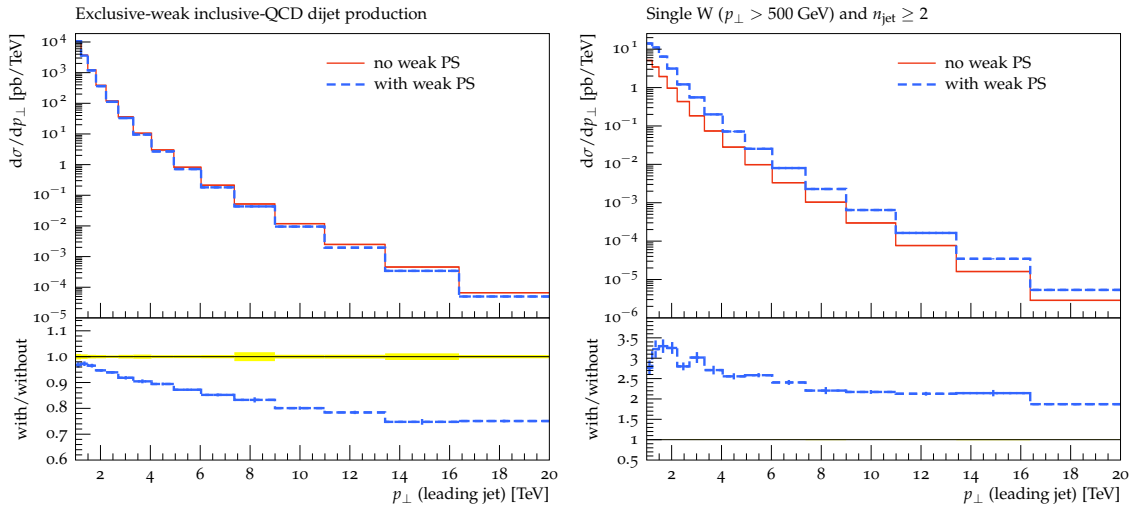 Exclusive-weak inclusive-QCD dijet production
dσ/dp⊥ [pb/TeV]
10⁴
10³
10²
10¹
1
10⁻¹
10⁻²
10⁻³
10⁻⁴
10⁻⁵
no weak PS
with weak PS
with/without
1.1
1.0
0.9
0.8
0.7
0.6
2 4 6 8 10 12 14 16 18 20
p⊥ (leading jet) [TeV]
Single W (p⊥ > 500 GeV) and n_jet ≥ 2
dσ/dp⊥ [pb/TeV]
10¹
1
10⁻¹
10⁻²
10⁻³
10⁻⁴
10⁻⁵
10⁻⁶
no weak PS
with weak PS
with/without
3.5
3
2.5
2
1.5
1
0.5
2 4 6 8 10 12 14 16 18 20
p⊥ (leading jet) [TeV]